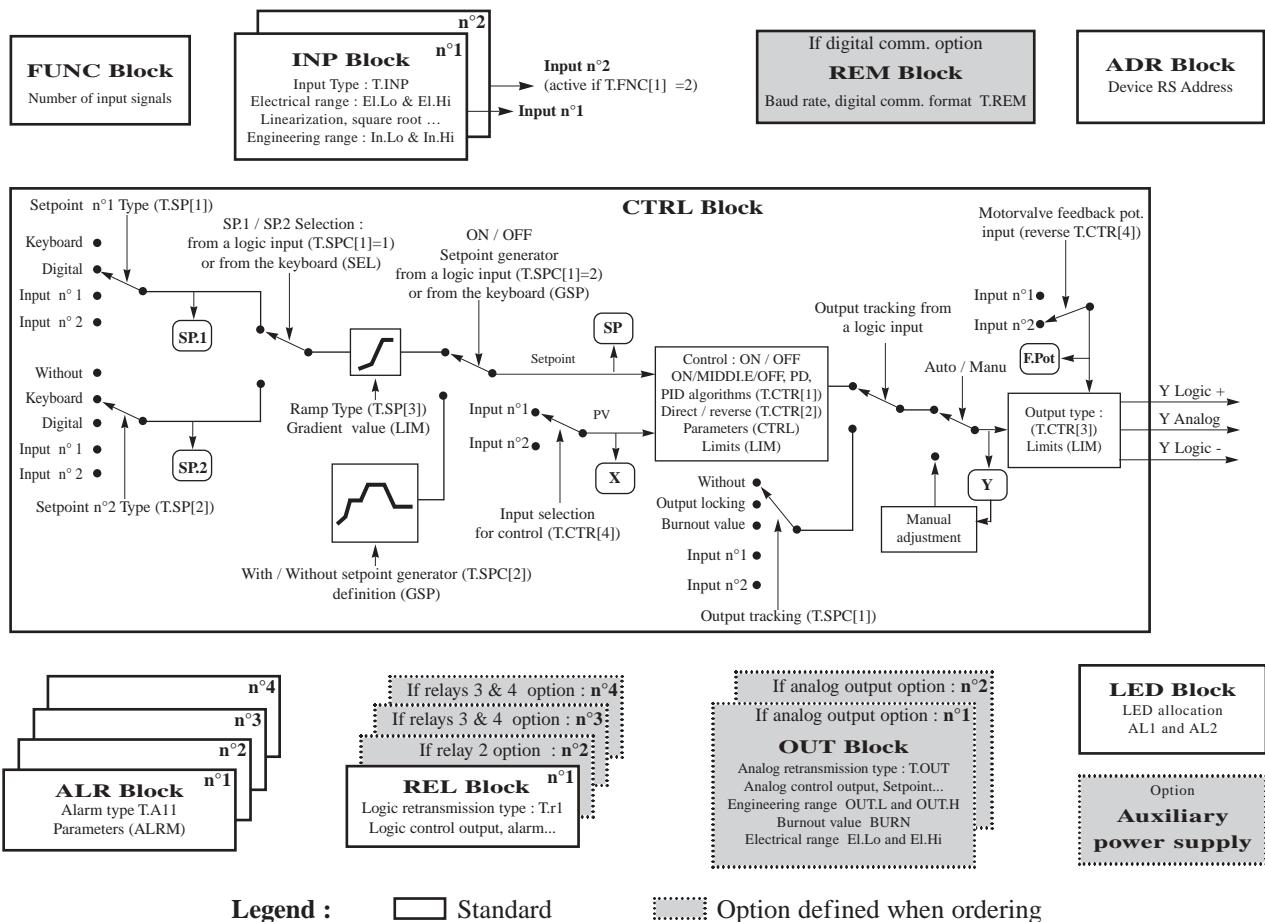 FUNC Block
Number of input signals
n°2
n°1
INP Block
Input Type : T.INP
Electrical range : El.Lo & El.Hi
Linearization, square root ...
Engineering range : In.Lo & In.Hi
Input n°2
(active if T.FNC[1] =2)
Input n°1
If digital comm. option
REM Block
Baud rate, digital comm. format T.REM
ADR Block
Device RS Address
CTRL Block
Setpoint n°1 Type (T.SP[1])
Keyboard
Digital
Input n° 1
Input n° 2
SP.1
SP.1 / SP.2 Selection :
from a logic input (T.SPC[1]=1)
or from the keyboard (SEL)
ON / OFF
Setpoint generator
from a logic input (T.SPC[1]=2)
or from the keyboard (GSP)
Without
Keyboard
Digital
Input n° 1
Input n° 2
SP.2
Setpoint n°2 Type (T.SP[2])
Ramp Type (T.SP[3])
Gradient value (LIM)
With / Without setpoint generator (T.SPC[2])
definition (GSP)
Setpoint
SP
Input n°1
Input n°2
PV
X
Input selection
for control (T.CTR[4])
Control : ON / OFF
ON/MIDDLE/OFF, PD,
PID algorithms (T.CTR[1])
Direct / reverse (T.CTR[2])
Parameters (CTRL)
Limits (LIM)
Output tracking from
a logic input
Without
Output locking
Burnout value
Input n°1
Input n°2
Output tracking (T.SPC[1])
Auto / Manu
Y
Manual
adjustment
Motorvalve feedback pot.
input (reverse T.CTR[4])
Input n°1
Input n°2
F.Pot
Output type :
(T.CTR[3])
Limits (LIM)
Y Logic +
Y Analog
Y Logic -
n°4
n°3
n°2
n°1
ALR Block
Alarm type T.A11
Parameters (ALRM)
If relays 3 & 4 option : n°4
If relays 3 & 4 option : n°3
If relay 2 option : n°2
n°1
REL Block
Logic retransmission type : T.r1
Logic control output, alarm...
If analog output option : n°2
If analog output option : n°1
OUT Block
Analog retransmission type : T.OUT
Analog control output, Setpoint...
Engineering range OUT.L and OUT.H
Burnout value BURN
Electrical range El.Lo and El.Hi
LED Block
LED allocation
AL1 and AL2
Option
Auxiliary
power supply
Legend :
Standard
Option defined when ordering